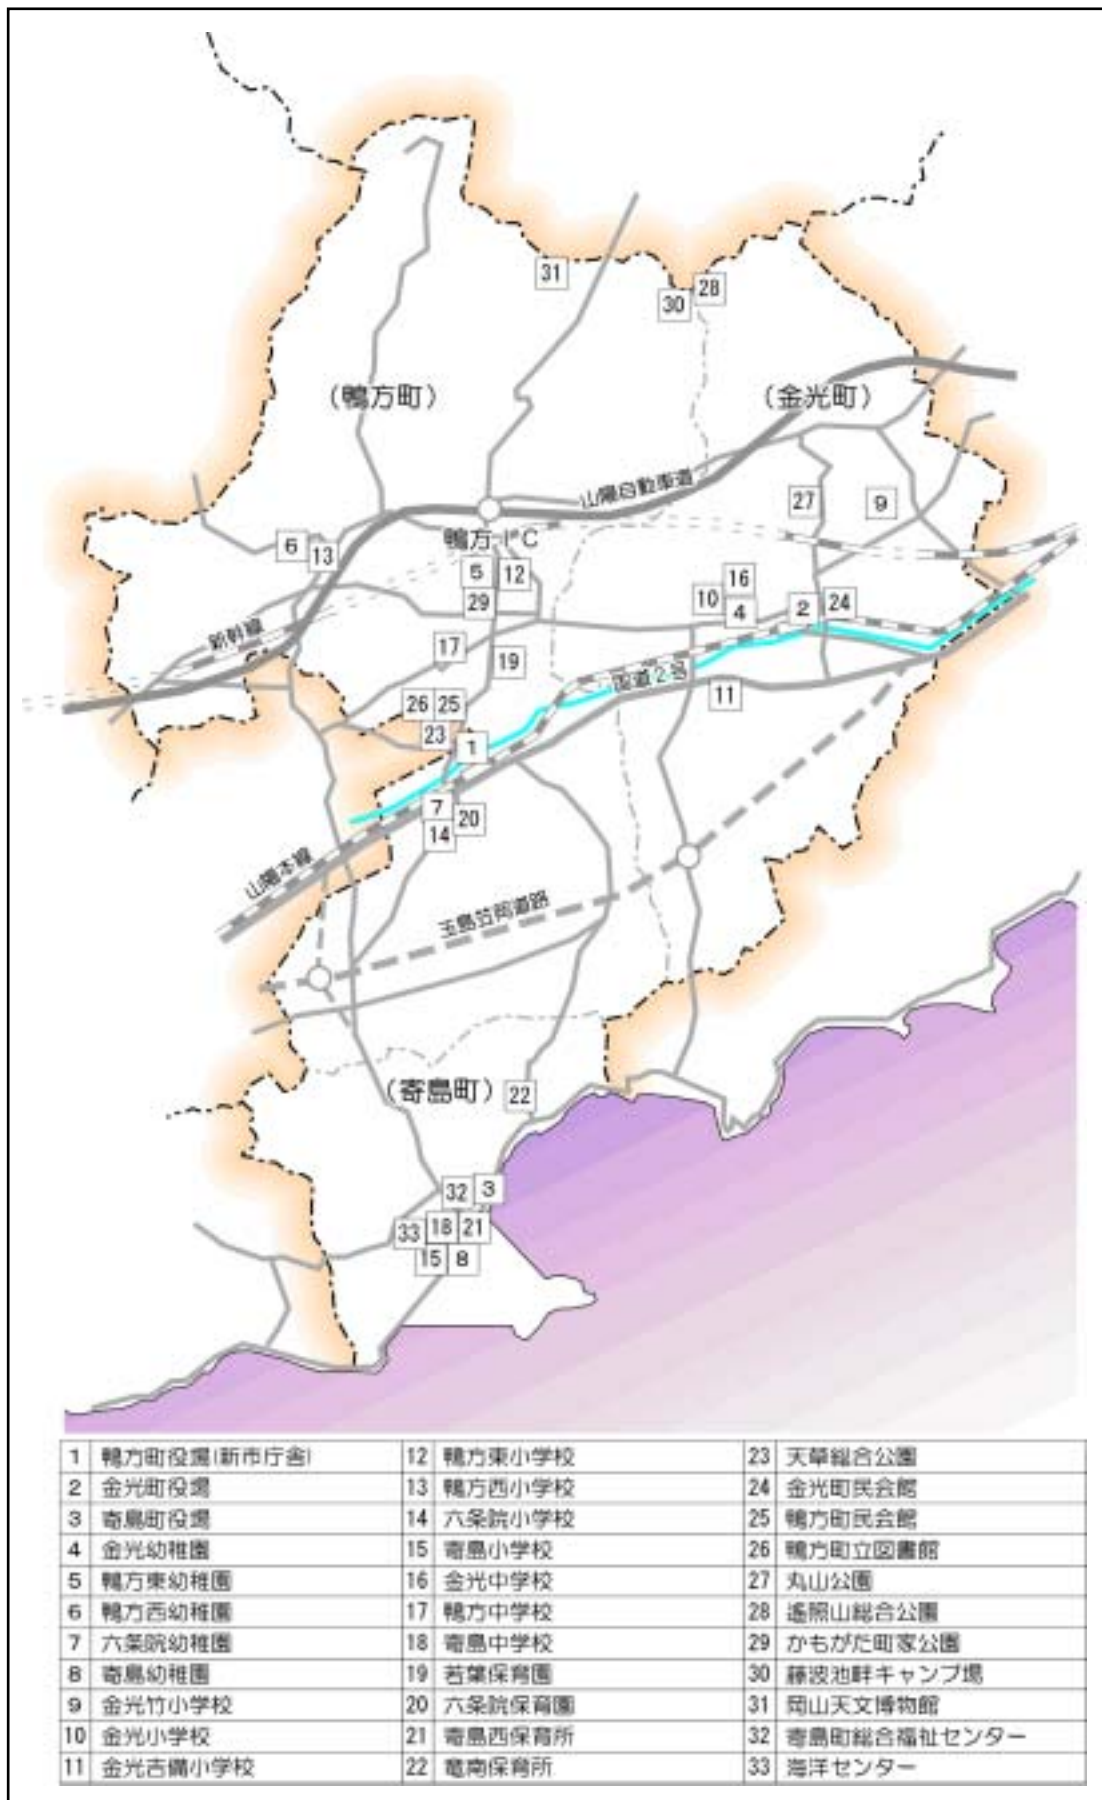 31
28
30
(鴨方町)
(金光町)
山陽自動車道
27
9
鴨方IC
6
13
5
12
29
16
10
4
2
24
新幹線
17
19
国道2号
11
26
25
23
1
7
20
14
山陽本線
玉島笠岡道路
(寄島町)
22
32
3
33
18
21
15
8
1 鴨方町役場(新市庁舎) 12 鴨方東小学校 23 天草総合公園
2 金光町役場 13 鴨方西小学校 24 金光町民会館
3 寄島町役場 14 六条院小学校 25 鴨方町民会館
4 金光幼稚園 15 寄島小学校 26 鴨方町立図書館
5 鴨方東幼稚園 16 金光中学校 27 丸山公園
6 鴨方西幼稚園 17 鴨方中学校 28 遙照山総合公園
7 六条院幼稚園 18 寄島中学校 29 かもがた町家公園
8 寄島幼稚園 19 若葉保育園 30 藤波池畔キャンプ場
9 金光竹小学校 20 六条院保育園 31 岡山天文博物館
10 金光小学校 21 寄島西保育所 32 寄島町総合福祉センター
11 金光吉備小学校 22 竜南保育所 33 海洋センター